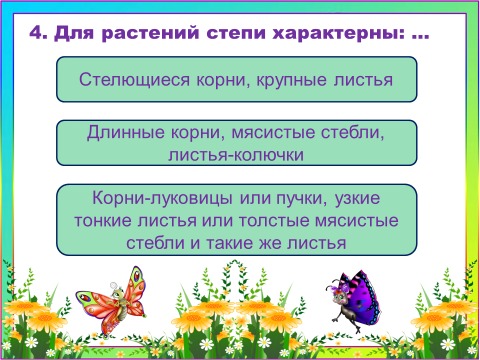 4. Для растений степи характерны: ...
Стелющиеся корни, крупные листья
Длинные корни, мясистые стебли,
листья-колючки
Корни-луковицы или пучки, узкие
тонкие листья или толстые мясистые
стебли и такие же листья